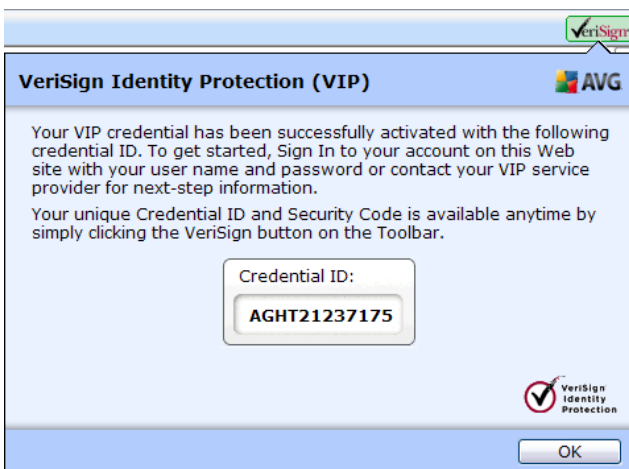 VeriSign
VeriSign Identity Protection (VIP)
AVG
Your VIP credential has been successfully activated with the following
credential ID. To get started, Sign In to your account on this Web
site with your user name and password or contact your VIP service
provider for next-step information.
Your unique Credential ID and Security Code is available anytime by
simply clicking the VeriSign button on the Toolbar.
Credential ID:
AGHT21237175
VeriSign
Identity
Protection
OK